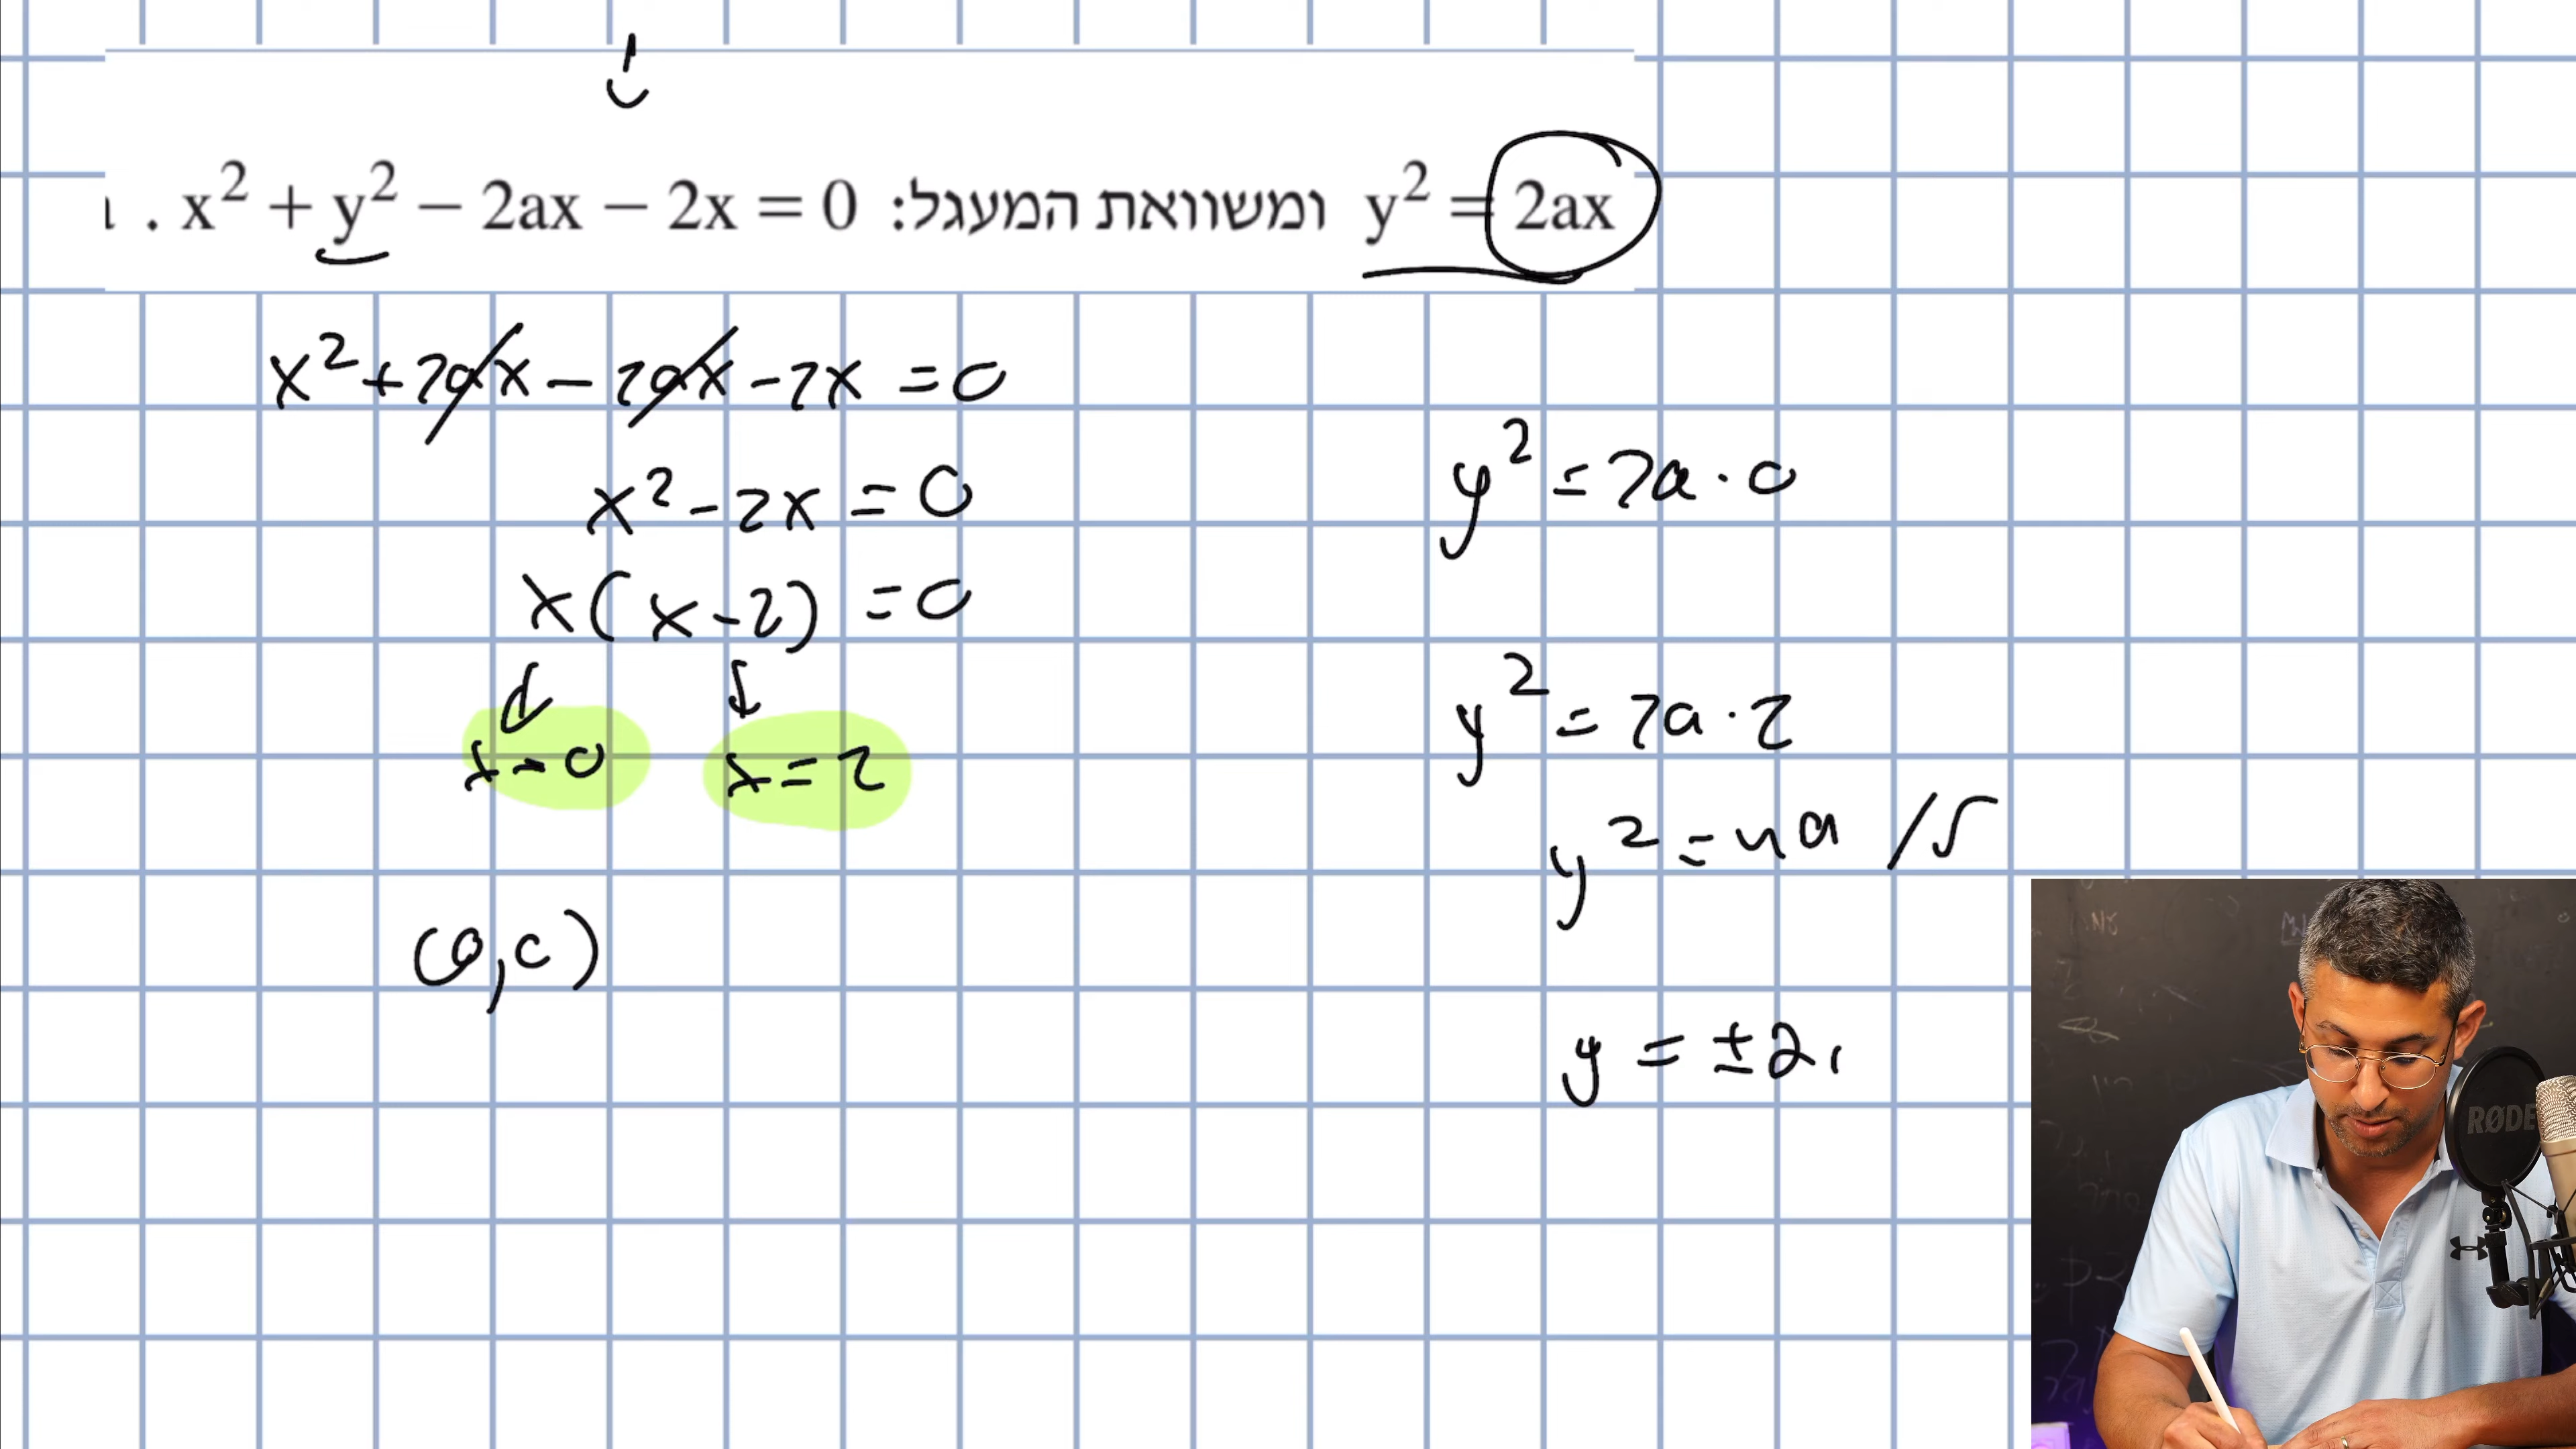 ומשוואת המעגל: y² = 2ax
. x² + y² − 2ax − 2x = 0
x² + 2ax − 2ax − 2x = 0
x² − 2x = 0
x(x − 2) = 0
x = 0
x = 2
(0,0)
y² = 2a · 0
y² = 2a · 2
y² = 4a /√
y = ±2
RØDE